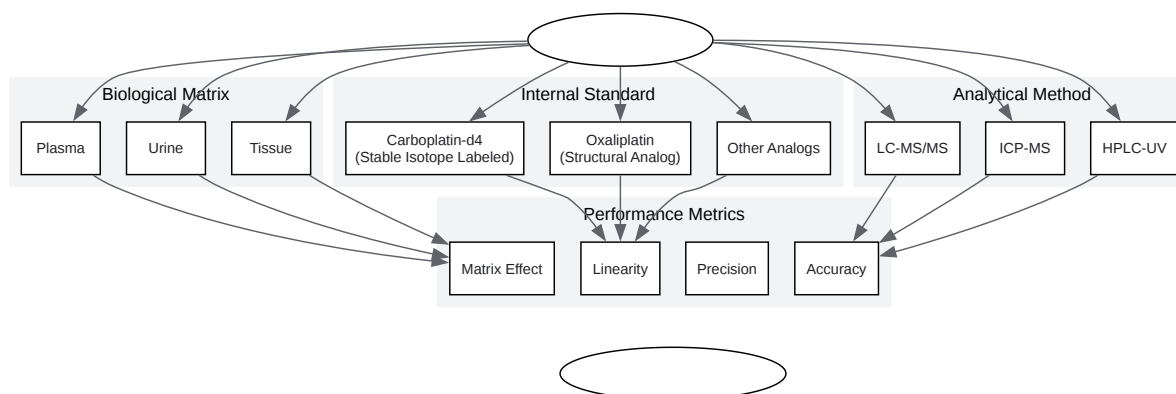 Biological Matrix
Internal Standard
Analytical Method
Plasma
Urine
Tissue
Carboplatin-d4
(Stable Isotope Labeled)
Oxaliplatin
(Structural Analog)
Other Analogs
LC-MS/MS
ICP-MS
HPLC-UV
Performance Metrics
Matrix Effect
Linearity
Precision
Accuracy